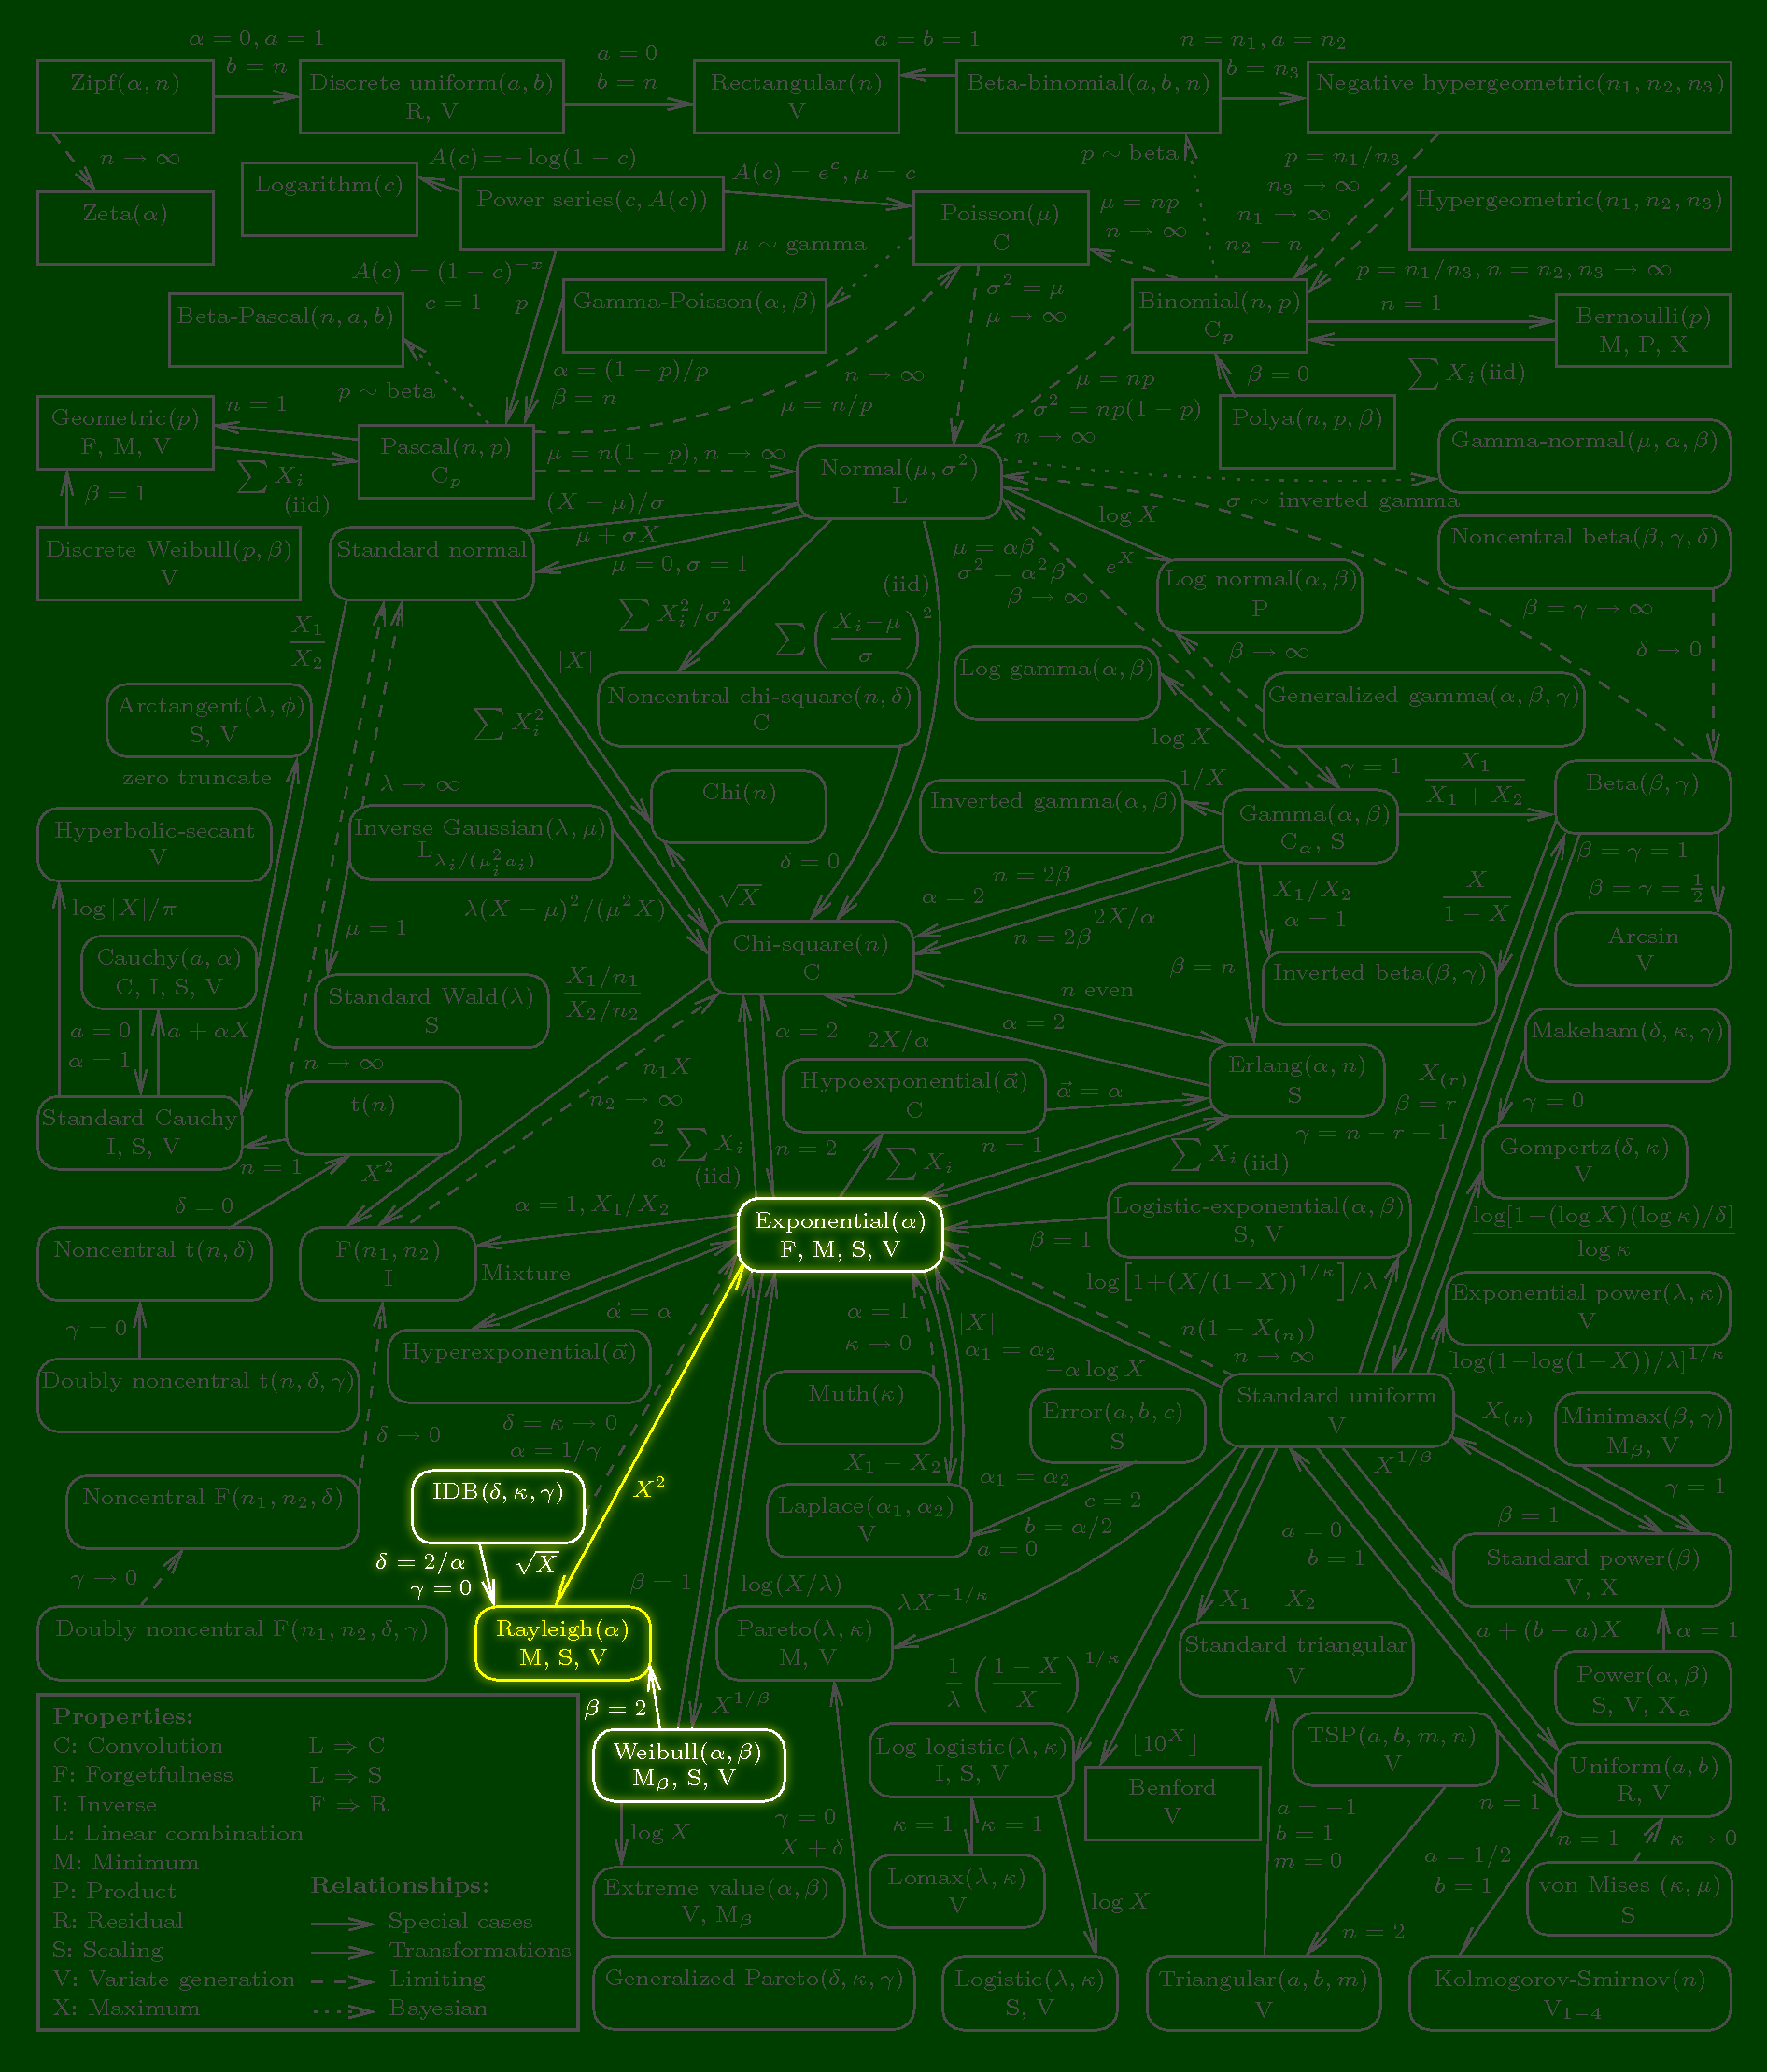 α = 0, a = 1
b = n
a = 0
b = n
a = b = 1
n = n₁, a = n₂
b = n₃
Zipf(α, n)
Discrete uniform(a, b)
R, V
Rectangular(n)
V
Beta-binomial(a, b, n)
Negative hypergeometric(n₁, n₂, n₃)
n → ∞
A(c) = − log(1 − c)
A(c) = eᶜ, μ = c
p ∼ beta
p = n₁/n₃
n₃ → ∞
n₁ → ∞
n₂ = n
Zeta(α)
Logarithm(c)
Power series(c, A(c))
Poisson(μ)
C
μ = np
n → ∞
Hypergeometric(n₁, n₂, n₃)
μ ∼ gamma
A(c) = (1 − c)⁻ˣ
c = 1 − p
σ² = μ
μ → ∞
p = n₁/n₃, n = n₂, n₃ → ∞
Beta-Pascal(n, a, b)
Gamma-Poisson(α, β)
Binomial(n, p)
Cₚ
n = 1
Bernoulli(p)
M, P, X
α = (1 − p)/p
β = n
n → ∞
μ = n/p
μ = np
σ² = np(1 − p)
n → ∞
β = 0
∑ Xᵢ (iid)
p ∼ beta
Geometric(p)
F, M, V
n = 1
∑ Xᵢ
(iid)
Pascal(n, p)
Cₚ
μ = n(1 − p), n → ∞
Normal(μ, σ²)
L
Polya(n, p, β)
Gamma-normal(μ, α, β)
σ ∼ inverted gamma
β = 1
(X − μ)/σ
μ + σX
μ = 0, σ = 1
log X
Discrete Weibull(p, β)
V
Standard normal
μ = αβ
σ² = α²β
β → ∞
eˣ
Log normal(α, β)
P
Noncentral beta(β, γ, δ)
(iid)
∑ Xᵢ²/σ²
∑ ((Xᵢ−μ)/σ)²
β = γ → ∞
δ → 0
X₁
X₂
|X|
∑ Xᵢ²
β → ∞
Log gamma(α, β)
Generalized gamma(α, β, γ)
Arctangent(λ, φ)
S, V
Noncentral chi-square(n, δ)
C
log X
γ = 1
X₁
X₁ + X₂
zero truncate
λ → ∞
Chi(n)
1/X
Inverted gamma(α, β)
Gamma(α, β)
C_α, S
Beta(β, γ)
Hyperbolic-secant
V
Inverse Gaussian(λ, μ)
L_{λᵢ/(μᵢ²aᵢ)}
δ = 0
β = γ = 1
β = γ = ½
log |X|/π
λ(X − μ)²/(μ²X)
√X
α = 2
n = 2β
2X/α
n = 2β
X₁/X₂
α = 1
X
1 − X
μ = 1
Cauchy(a, α)
C, I, S, V
Chi-square(n)
C
β = n
Inverted beta(β, γ)
Arcsin
V
Standard Wald(λ)
S
X₁/n₁
X₂/n₂
n even
a = 0
α = 1
a + αX
α = 2
α = 2
2X/α
Makeham(δ, κ, γ)
n → ∞
n₁X
n₂ → ∞
Hypoexponential(α⃗)
C
α⃗ = α
Erlang(α, n)
S
X₍ᵣ₎
β = r
γ = n − r + 1
γ = 0
Standard Cauchy
I, S, V
t(n)
n = 1
X²
2/α ∑ Xᵢ
(iid)
n = 2
∑ Xᵢ
n = 1
∑ Xᵢ (iid)
Gompertz(δ, κ)
V
δ = 0
α = 1, X₁/X₂
Exponential(α)
F, M, S, V
Logistic-exponential(α, β)
S, V
β = 1
log[1−(log X)(log κ)/δ]
log κ
Noncentral t(n, δ)
F(n₁, n₂)
I
Mixture
α⃗ = α
log[1+(X/(1−X))^{1/κ}]/λ
Exponential power(λ, κ)
V
γ = 0
Hyperexponential(α⃗)
α = 1
κ → 0
|X|
α₁ = α₂
n(1 − X₍ₙ₎)
n → ∞
−α log X
[log(1−log(1−X))/λ]^{1/κ}
Doubly noncentral t(n, δ, γ)
Muth(κ)
Error(a, b, c)
S
Standard uniform
V
X₍ₙ₎
Minimax(β, γ)
M_β, V
δ = κ → 0
α = 1/γ
δ → 0
X₁ − X₂
α₁ = α₂
X^{1/β}
γ = 1
Noncentral F(n₁, n₂, δ)
IDB(δ, κ, γ)
X²
Laplace(α₁, α₂)
V
c = 2
b = α/2
a = 0
a = 0
b = 1
β = 1
Standard power(β)
V, X
γ → 0
δ = 2/α
γ = 0
√X
β = 1
log(X/λ)
λX^{−1/κ}
X₁ − X₂
Doubly noncentral F(n₁, n₂, δ, γ)
Rayleigh(α)
M, S, V
Pareto(λ, κ)
M, V
Standard triangular
V
a + (b − a)X
α = 1
β = 2
X^{1/β}
1/λ ((1 − X)/X)^{1/κ}
Power(α, β)
S, V, X_α
Weibull(α, β)
M_β, S, V
Log logistic(λ, κ)
I, S, V
⌊10ˣ⌋
Benford
V
TSP(a, b, m, n)
V
Uniform(a, b)
R, V
log X
γ = 0
X + δ
κ = 1
κ = 1
a = −1
b = 1
m = 0
n = 1
n = 1
κ → 0
a = 1/2
b = 1
Extreme value(α, β)
V, M_β
Lomax(λ, κ)
V
log X
n = 2
von Mises (κ, μ)
S
Generalized Pareto(δ, κ, γ)
Logistic(λ, κ)
S, V
Triangular(a, b, m)
V
Kolmogorov-Smirnov(n)
V₁₋₄
Properties:
C: Convolution
F: Forgetfulness
I: Inverse
L: Linear combination
M: Minimum
P: Product
R: Residual
S: Scaling
V: Variate generation
X: Maximum
L ⇒ C
L ⇒ S
F ⇒ R
Relationships:
Special cases
Transformations
Limiting
Bayesian